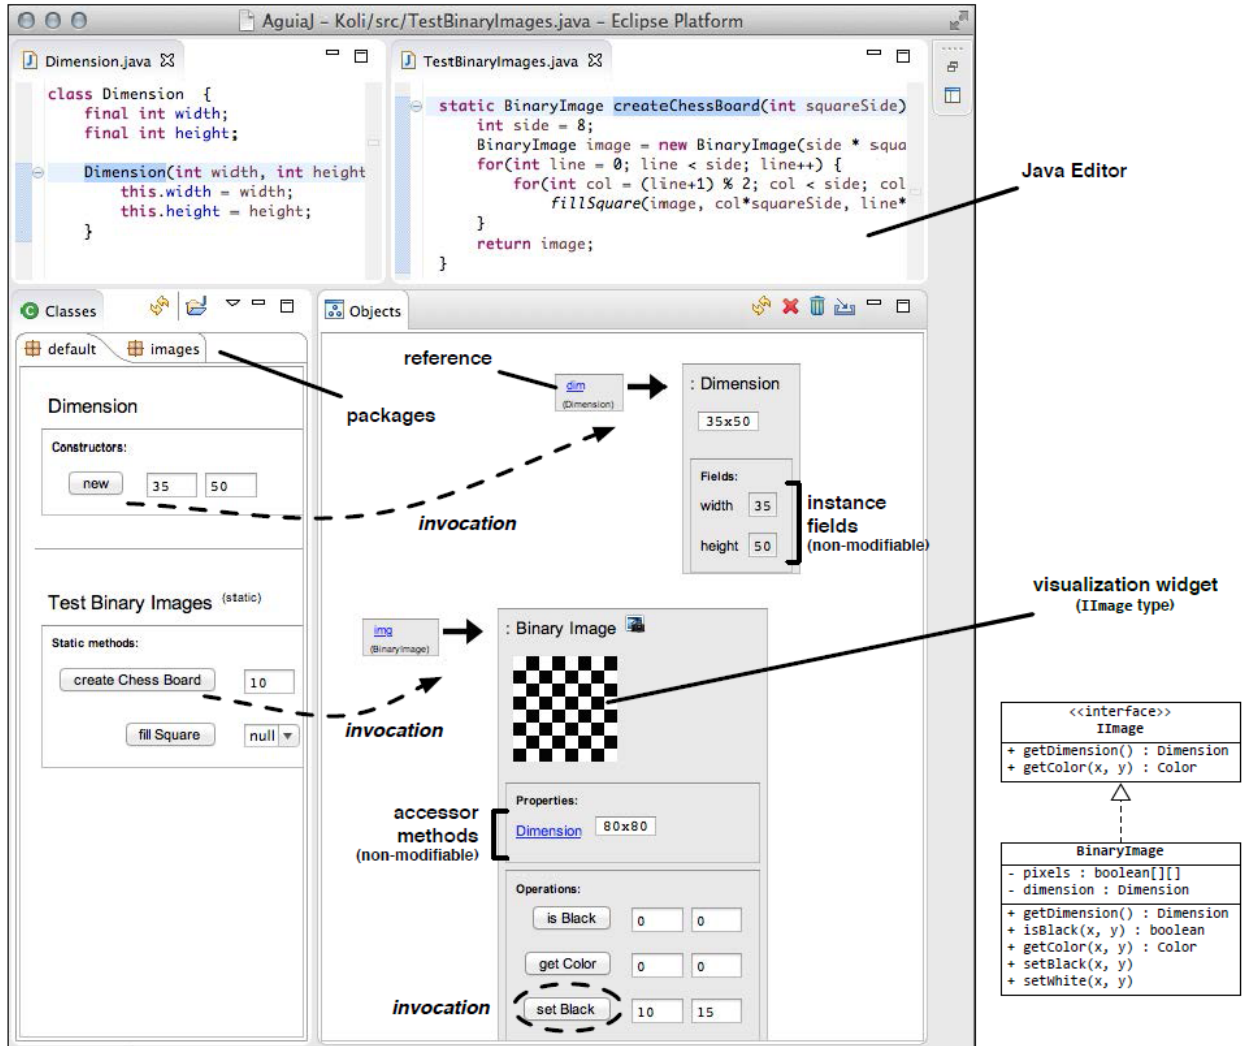 AguiaJ – Koli/src/TestBinaryImages.java – Eclipse Platform
Dimension.java
class Dimension {
final int width;
final int height;
Dimension(int width, int height
this.width = width;
this.height = height;
}
TestBinaryImages.java
static BinaryImage createChessBoard(int squareSide)
int side = 8;
BinaryImage image = new BinaryImage(side * squa
for(int line = 0; line < side; line++) {
for(int col = (line+1) % 2; col < side; col
fillSquare(image, col*squareSide, line*
}
return image;
}
Java Editor
Classes
default
images
packages
Dimension
Constructors:
new 35 50
Test Binary Images (static)
Static methods:
create Chess Board 10
fill Square null
Objects
reference
dim
(Dimension)
: Dimension
35x50
Fields:
width 35
height 50
instance
fields
(non-modifiable)
invocation
img
(BinaryImage)
: Binary Image
invocation
visualization widget
(IImage type)
accessor
methods
(non-modifiable)
Properties:
Dimension 80x80
Operations:
is Black 0 0
get Color 0 0
invocation
set Black 10 15
<<interface>>
IImage
+ getDimension() : Dimension
+ getColor(x, y) : Color
BinaryImage
- pixels : boolean[][]
- dimension : Dimension
+ getDimension() : Dimension
+ isBlack(x, y) : boolean
+ getColor(x, y) : Color
+ setBlack(x, y)
+ setWhite(x, y)